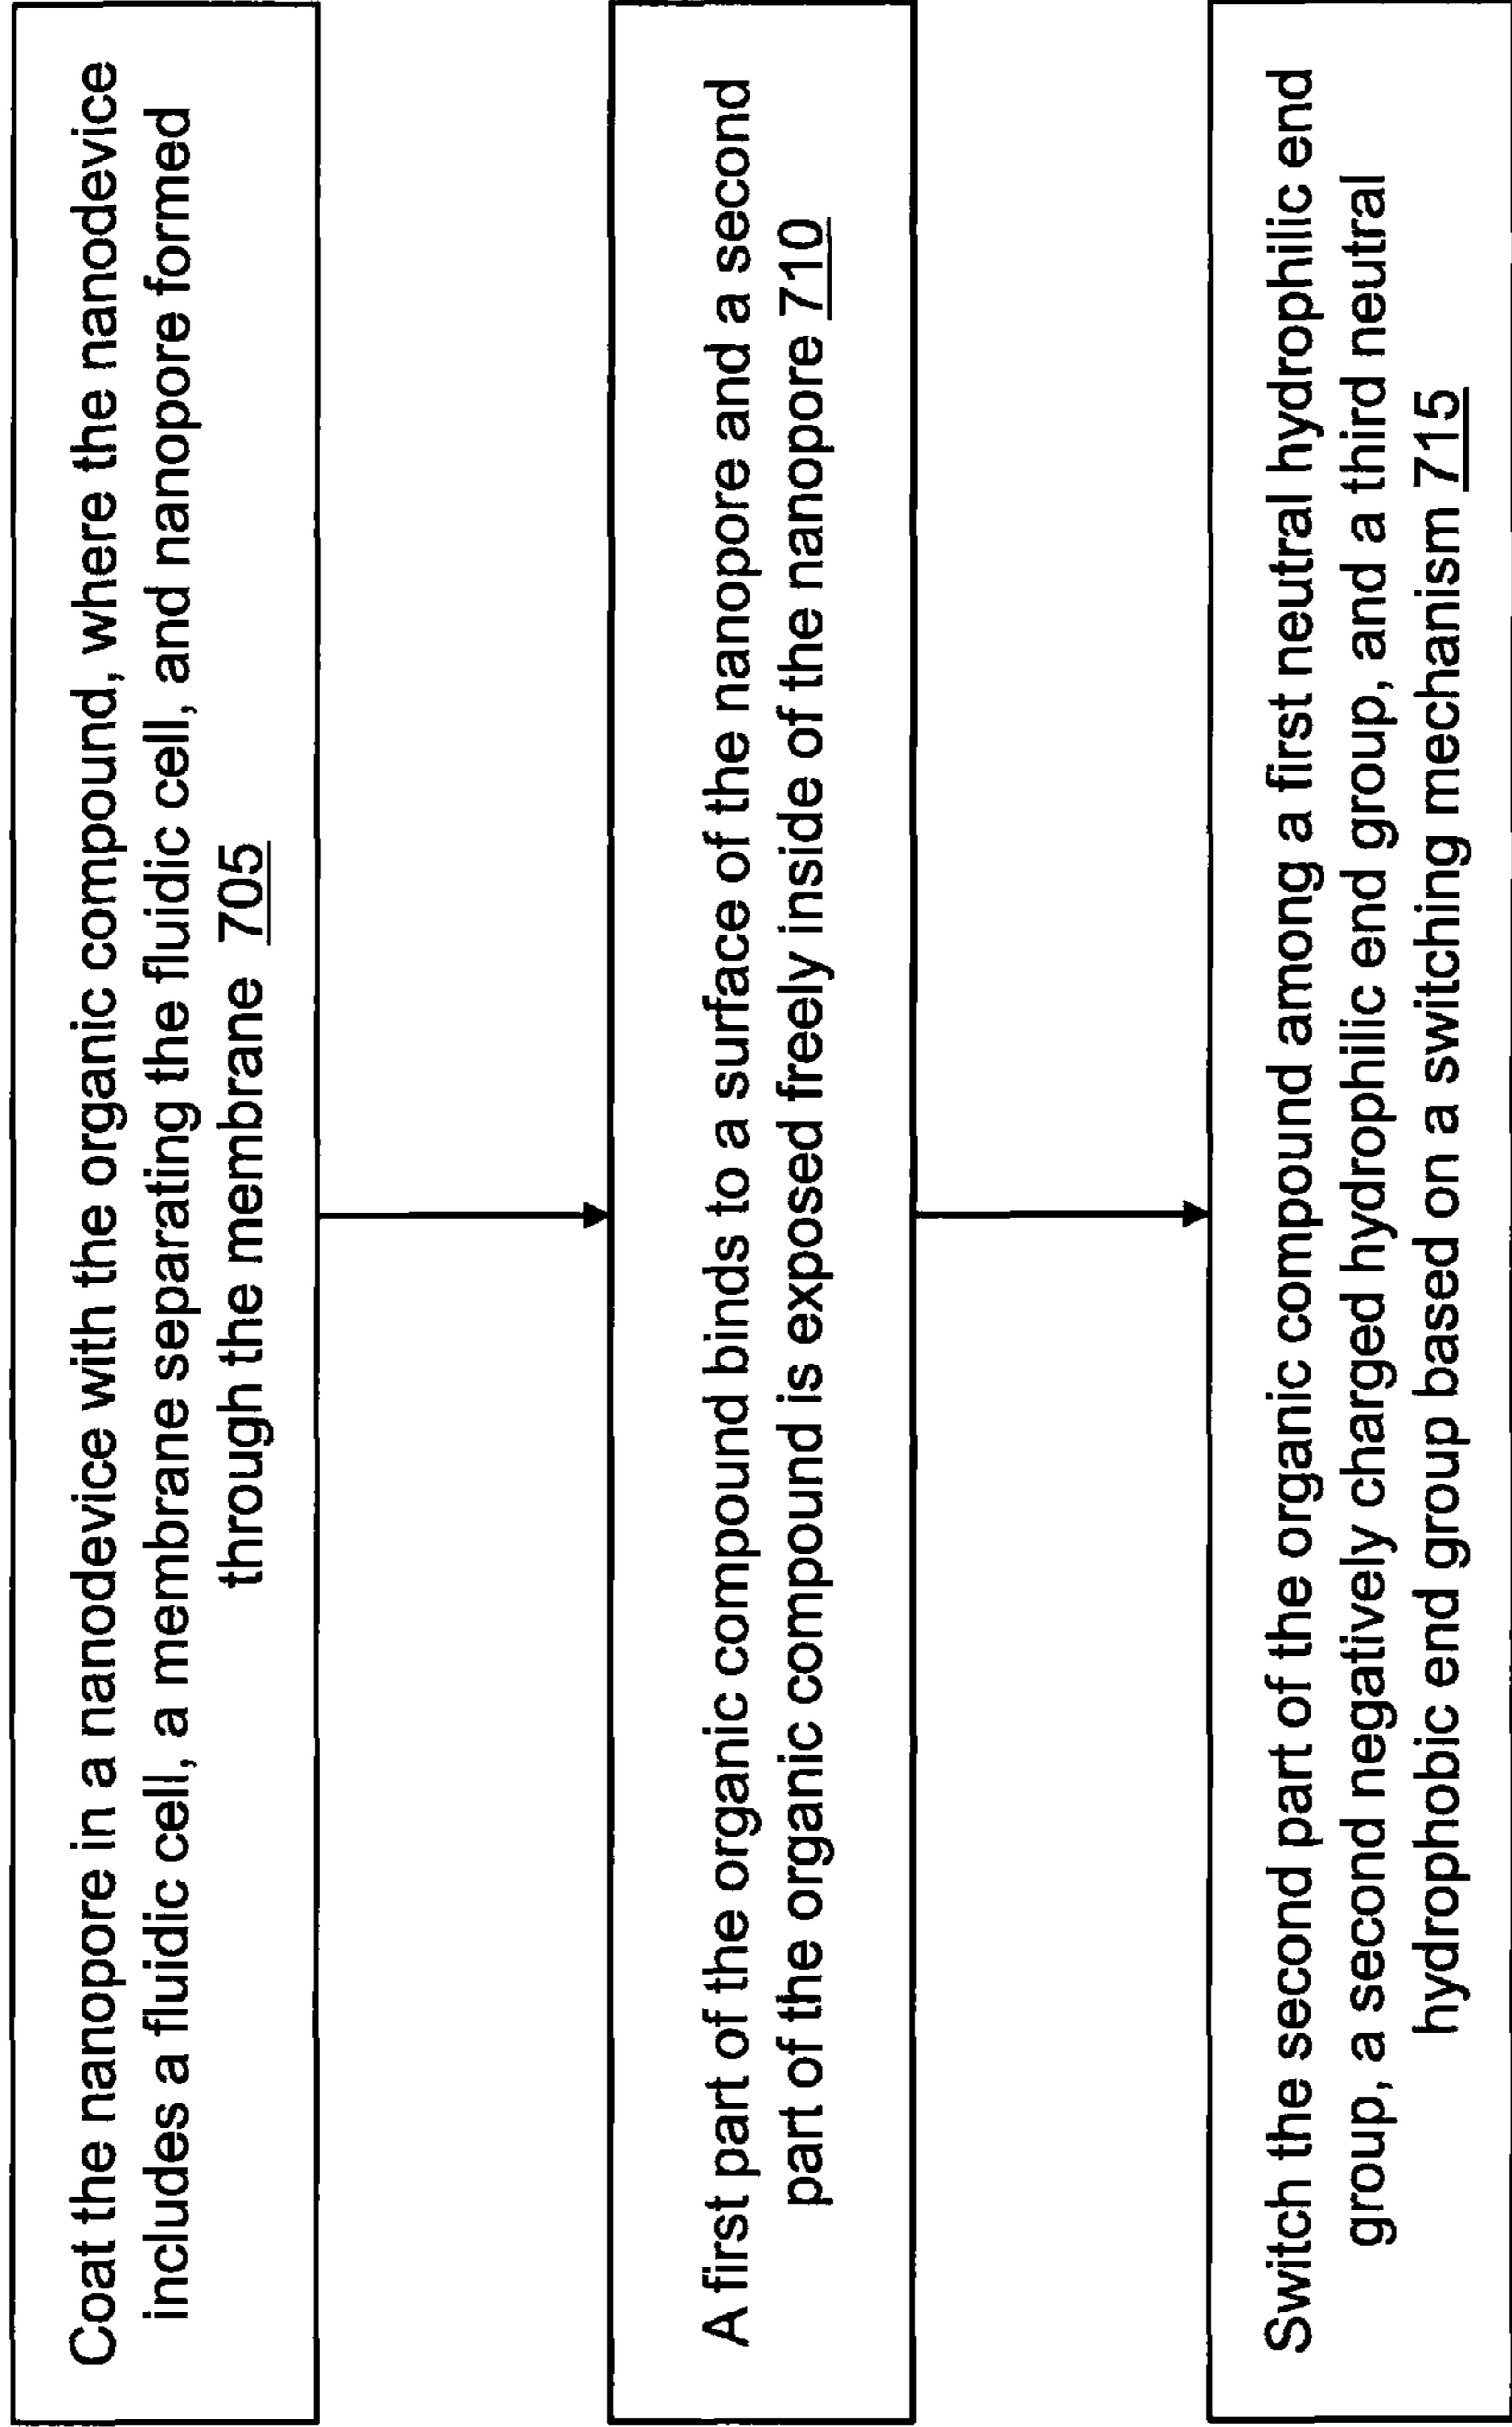 Coat the nanopore in a nanodevice with the organic compound, where the nanodevice
includes a fluidic cell, a membrane separating the fluidic cell, and nanopore formed
through the membrane 705
A first part of the organic compound binds to a surface of the nanopore and a second
part of the organic compound is exposed freely inside of the nanopore 710
Switch the second part of the organic compound among a first neutral hydrophilic end
group, a second negatively charged hydrophilic end group, and a third neutral
hydrophobic end group based on a switching mechanism 715